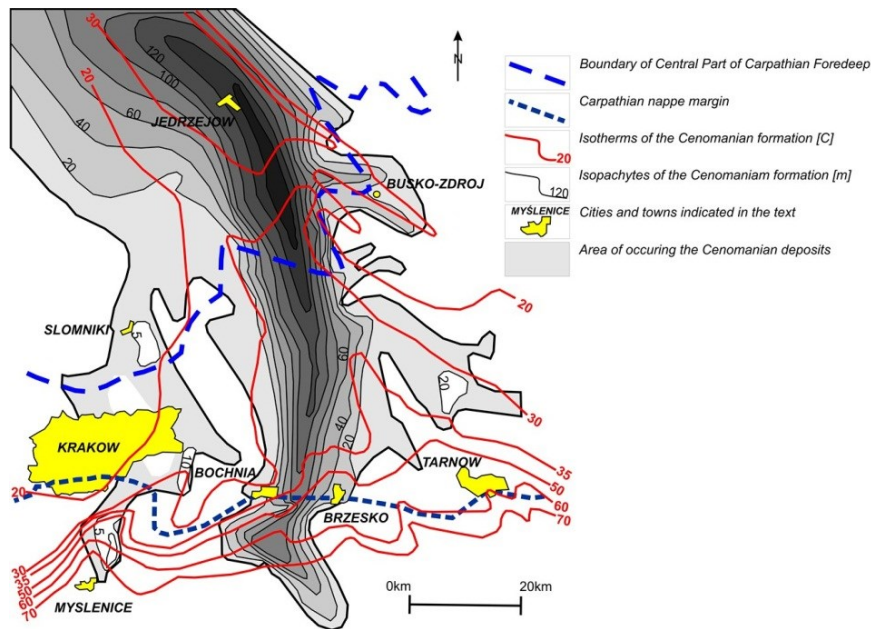 30
120
100
20
N
JEDRZEJOW
60
40
20
BUSKO-ZDROJ
20
SLOMNIKI
5
60
20
30
40
20
KRAKOW
10
BOCHNIA
TARNOW
35
50
20
60
70
BRZESKO
5
30
60
70
MYSLENICE
0km
20km
Boundary of Central Part of Carpathian Foredeep
Carpathian nappe margin
Isotherms of the Cenomanian formation [C]
20
Isopachytes of the Cenomaniam formation [m]
120
MYŚLENICE
Cities and towns indicated in the text
Area of occuring the Cenomanian deposits